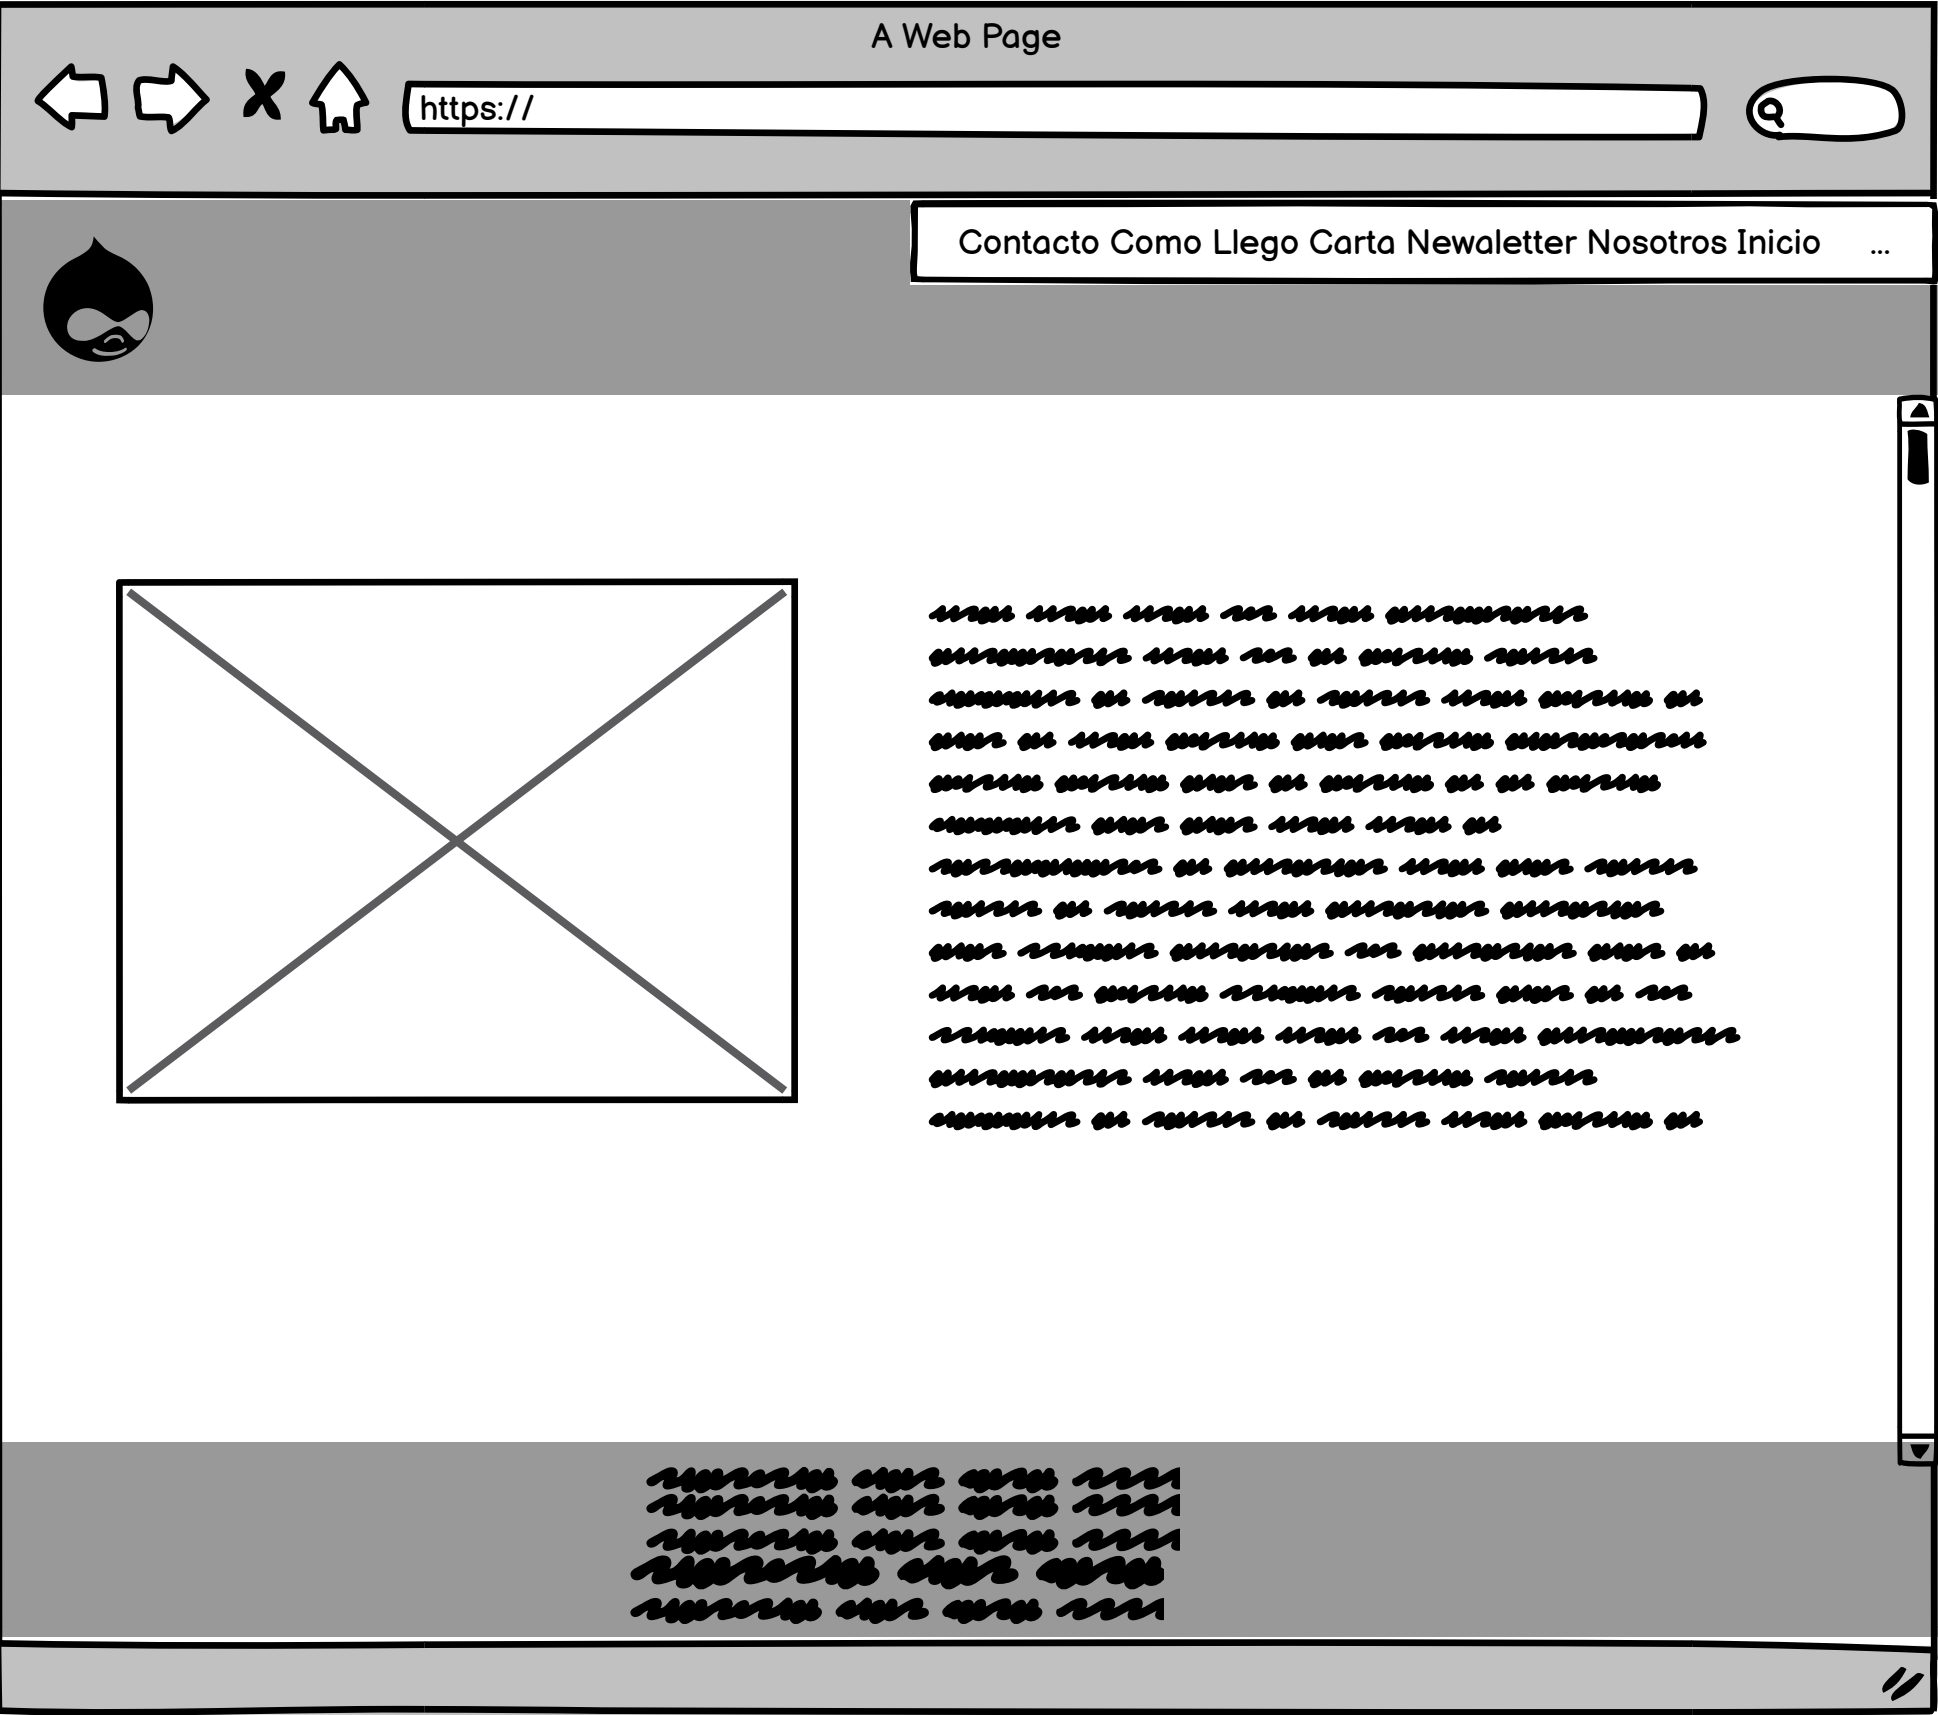 A Web Page
https://
Contacto Como Llego Carta Newaletter Nosotros Inicio ...